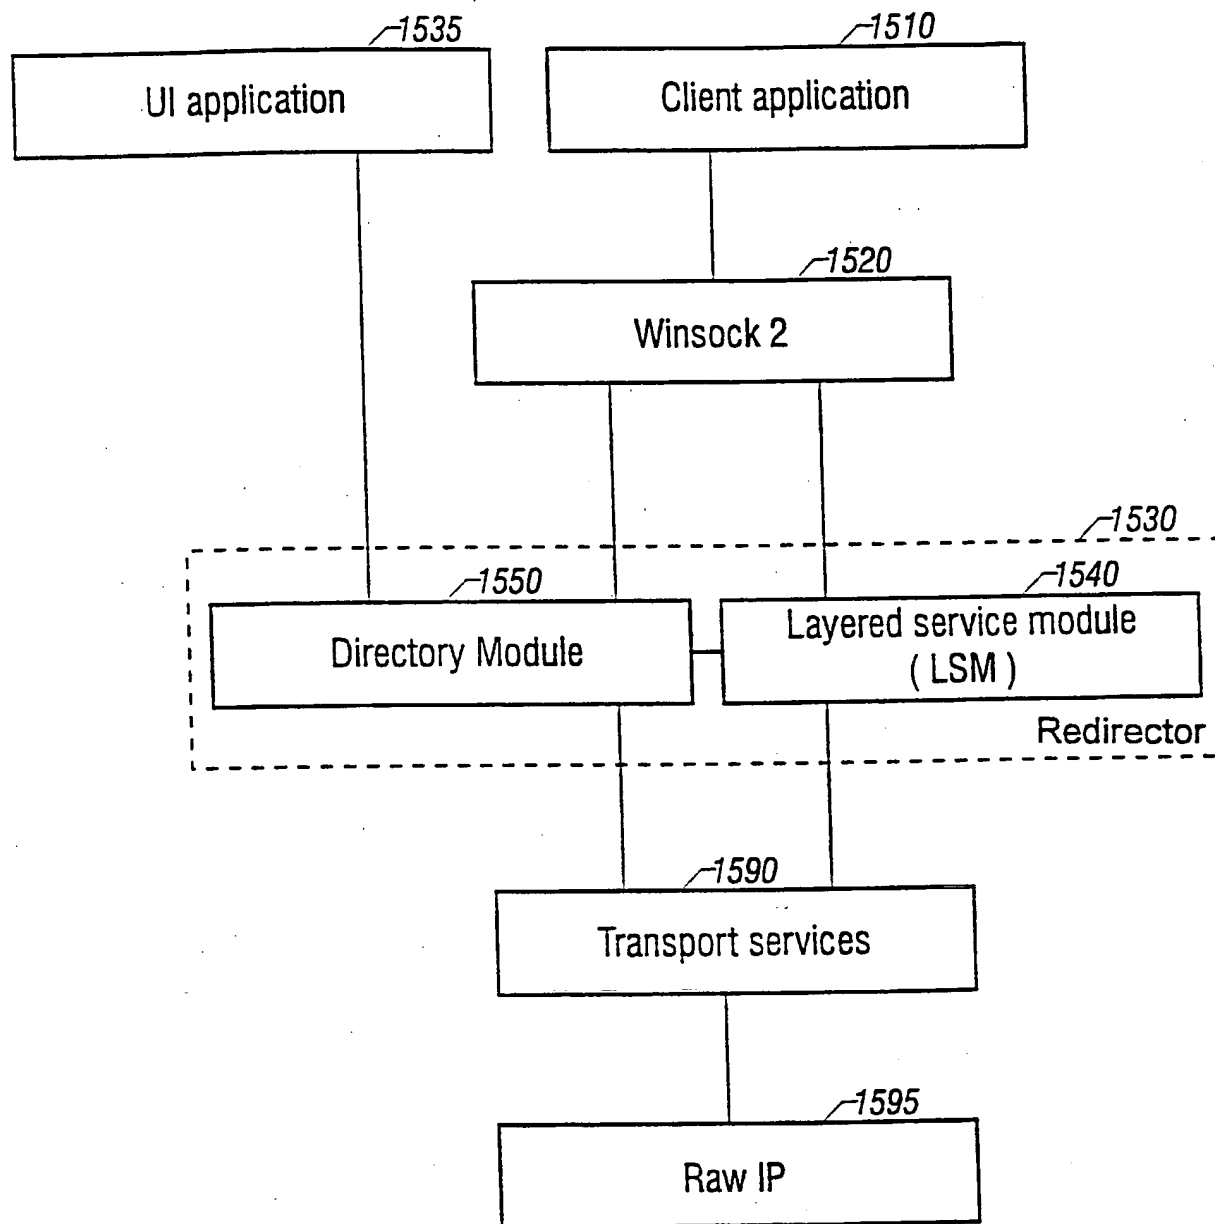 1535
1510
UI application
Client application
1520
Winsock 2
1530
1550
1540
Directory Module
Layered service module
( LSM )
Redirector
1590
Transport services
1595
Raw IP